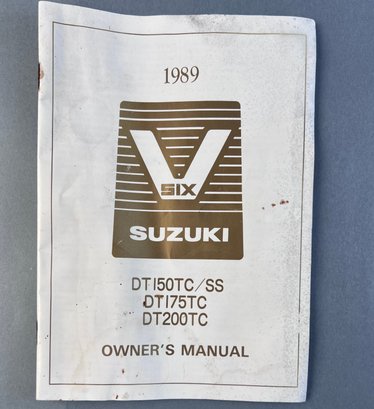 1989
V
SIX
SUZUKI
DT150TC/SS
DT175TC
DT200TC
OWNER'S MANUAL